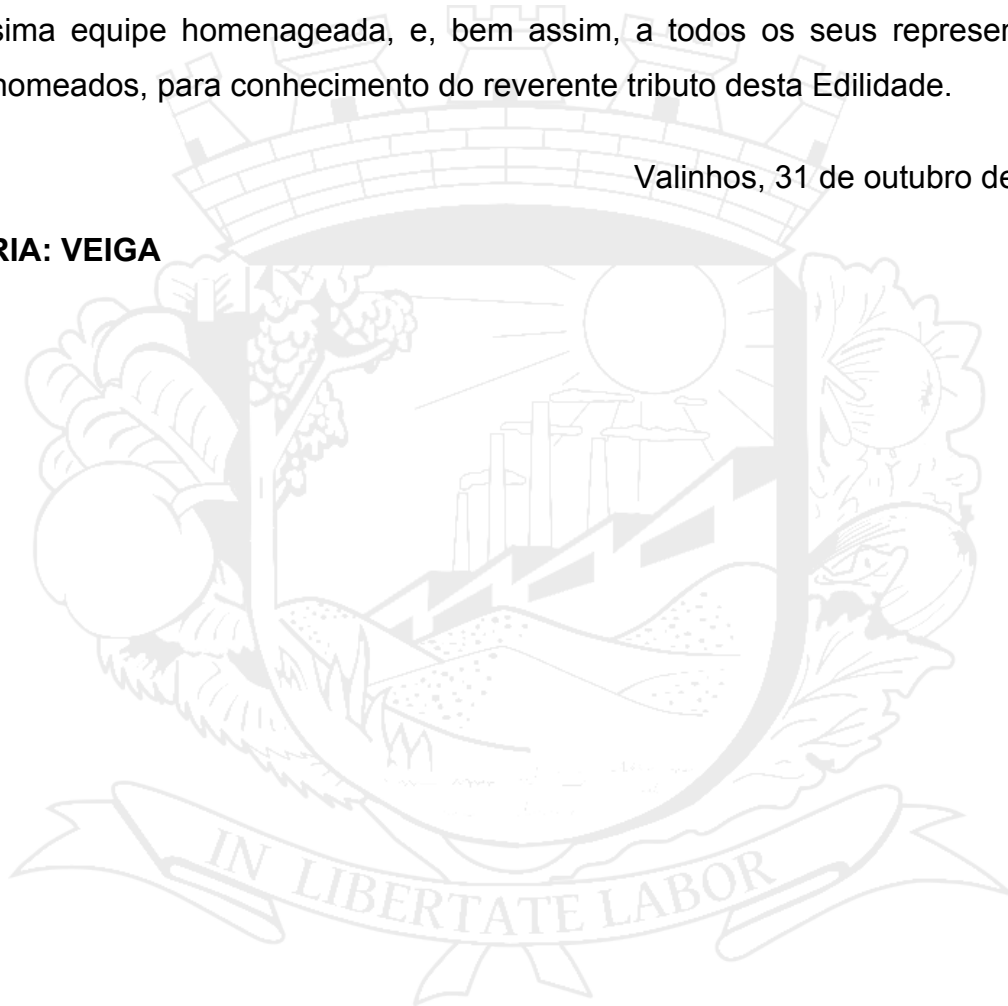 sima equipe homenageada, e, bem assim, a todos os seus represen
nomeados, para conhecimento do reverente tributo desta Edilidade.
Valinhos, 31 de outubro de
RIA: VEIGA
IN LIBERTATE LABOR